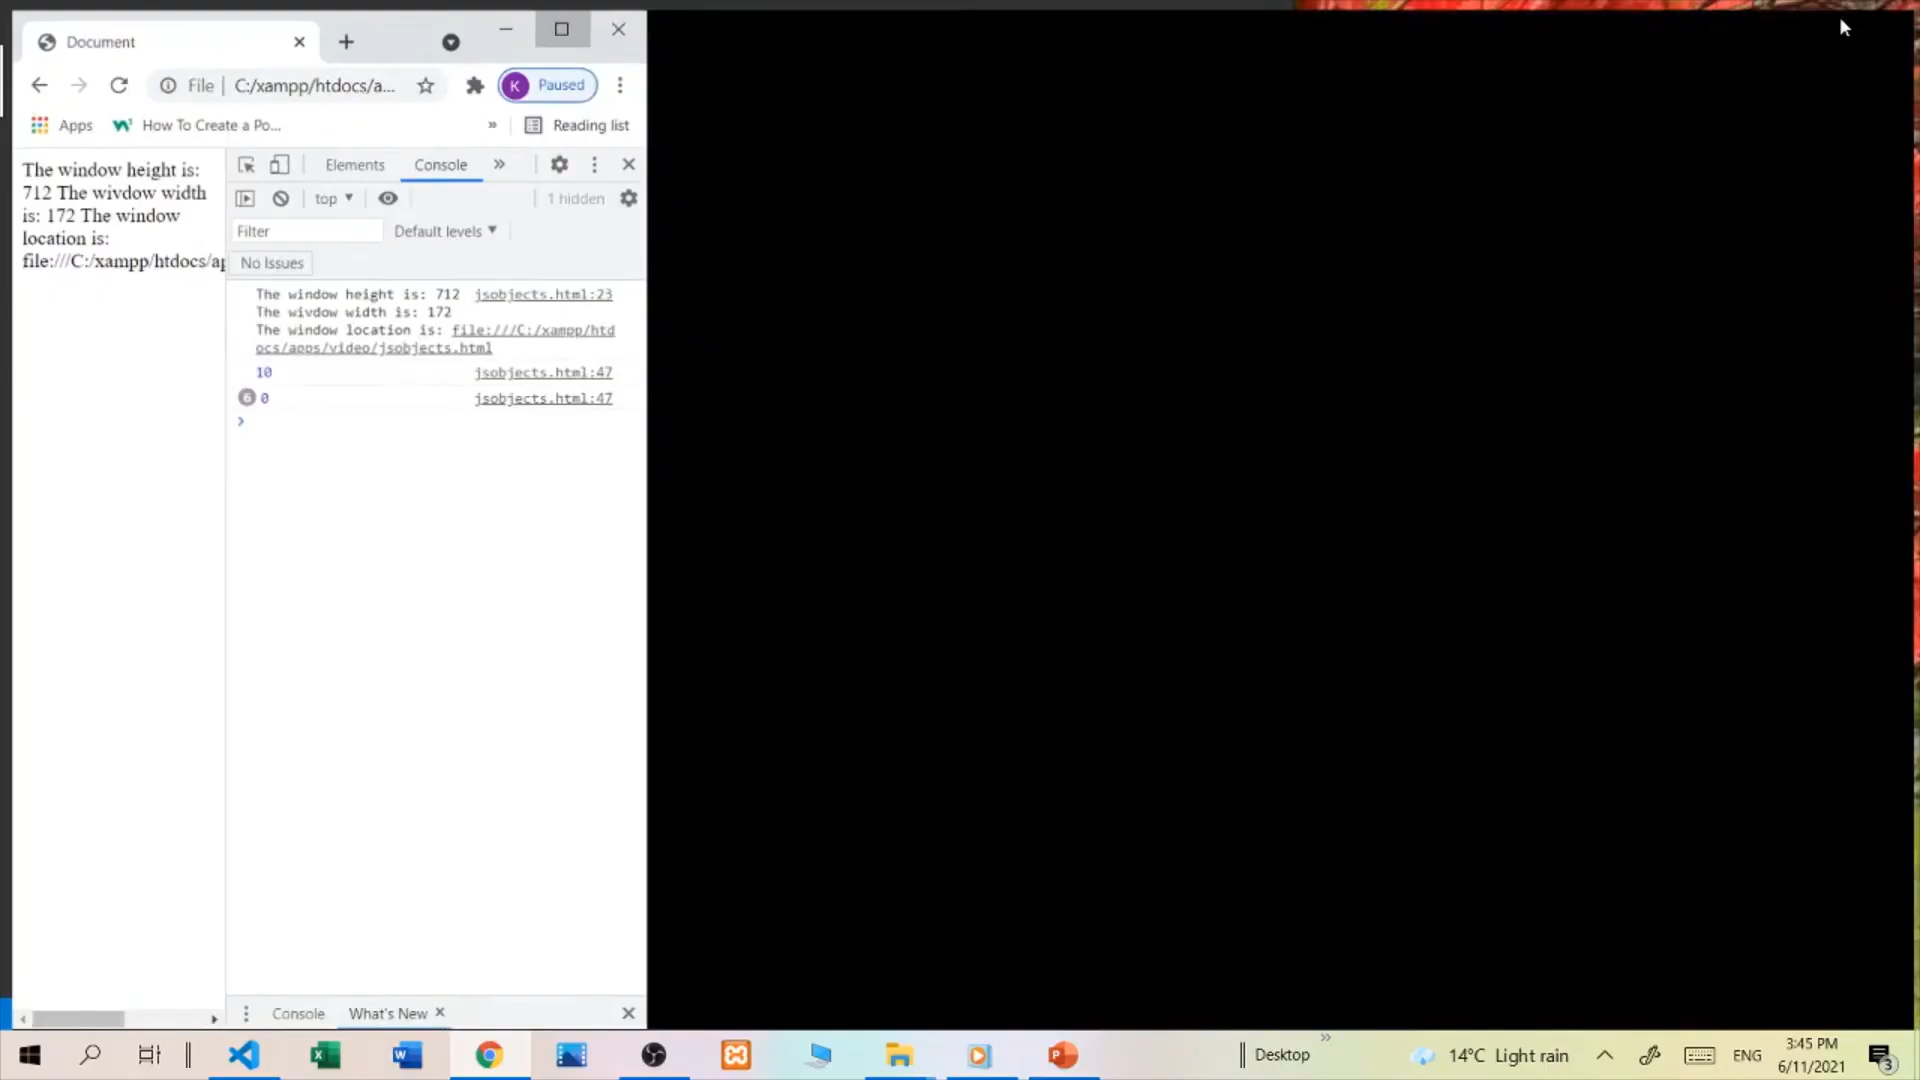 Document
File | C:/xampp/htdocs/a...
K Paused
Apps How To Create a Po... » Reading list
The window height is:
712 The wivdow width
is: 172 The window
location is:
file:///C:/xampp/htdocs/ap
Elements Console »
top ▼ 1 hidden
Filter Default levels ▼
No Issues
The window height is: 712 jsobjects.html:23
The wivdow width is: 172
The window location is: file:///C:/xampp/htd
ocs/apps/video/jsobjects.html
10 jsobjects.html:47
6 0 jsobjects.html:47
Console What's New
Desktop »
14°C Light rain
ENG
3:45 PM
6/11/2021
3